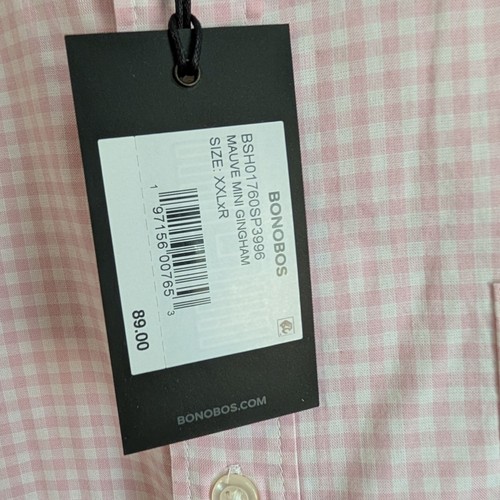 BONOBOS
BSH01760SP3996
MAUVE MINI GINGHAM
SIZE: XXLxR
1 97156 00765 3
89.00
BONOBOS.COM